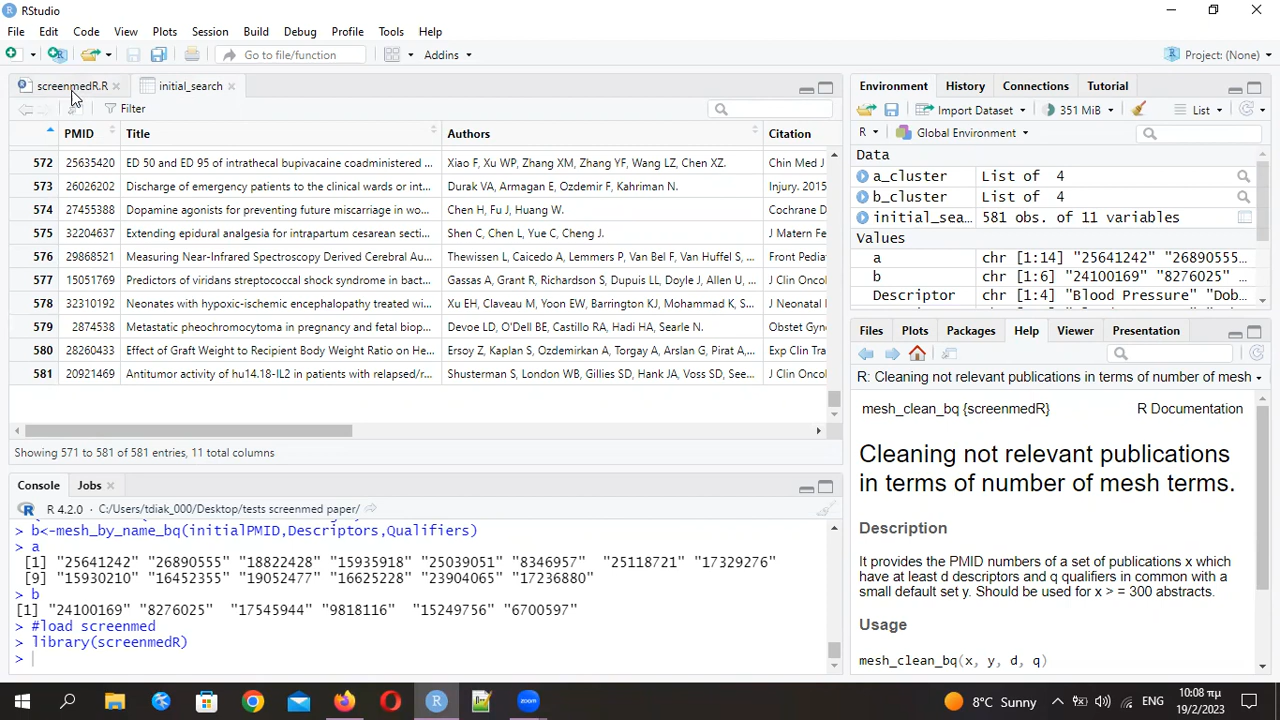 RStudio
File Edit Code View Plots Session Build Debug Profile Tools Help
Go to file/function Addins Project: (None)
screenmedR.R initial_search
Filter
PMID Title Authors Citation
572 25635420 ED 50 and ED 95 of intrathecal bupivacaine coadministered ... Xiao F, Xu WP, Zhang XM, Zhang YF, Wang LZ, Chen XZ. Chin Med J
573 26026202 Discharge of emergency patients to the clinical wards or int... Durak VA, Armagan E, Ozdemir F, Kahriman N. Injury. 2015
574 27455388 Dopamine agonists for preventing future miscarriage in wo... Chen H, Fu J, Huang W. Cochrane D
575 32204637 Extending epidural analgesia for intrapartum cesarean secti... Shen C, Chen L, Yue C, Cheng J. J Matern Fe
576 29868521 Measuring Near-Infrared Spectroscopy Derived Cerebral Au... Thewissen L, Caicedo A, Lemmers P, Van Bel F, Van Huffel S, ... Front Pediat
577 15051769 Predictors of viridans streptococcal shock syndrome in bact... Gassas A, Grant R, Richardson S, Dupuis LL, Doyle J, Allen U, ... J Clin Oncol
578 32310192 Neonates with hypoxic-ischemic encephalopathy treated wi... Xu EH, Claveau M, Yoon EW, Barrington KJ, Mohammad K, S... J Neonatal I
579 2874538 Metastatic pheochromocytoma in pregnancy and fetal biop... Devoe LD, O'Dell BE, Castillo RA, Hadi HA, Searle N. Obstet Gyne
580 28260433 Effect of Graft Weight to Recipient Body Weight Ratio on He... Ersoy Z, Kaplan S, Ozdemirkan A, Torgay A, Arslan G, Pirat A,... Exp Clin Tra
581 20921469 Antitumor activity of hu14.18-IL2 in patients with relapsed/r... Shusterman S, London WB, Gillies SD, Hank JA, Voss SD, See... J Clin Oncol
Showing 571 to 581 of 581 entries, 11 total columns
Console Jobs
R 4.2.0 · C:/Users/tdiak_000/Desktop/tests screenmed paper/
> b<-mesh_by_name_bq(initialPMID,Descriptors,Qualifiers)
> a
[1] "25641242" "26890555" "18822428" "15935918" "25039051" "8346957" "25118721" "17329276"
[9] "15930210" "16452355" "19052477" "16625228" "23904065" "17236880"
> b
[1] "24100169" "8276025" "17545944" "9818116" "15249756" "6700597"
> #load screenmed
> library(screenmedR)
>
Environment History Connections Tutorial
Import Dataset 351 MiB List
R Global Environment
Data
a_cluster List of 4
b_cluster List of 4
initial_sea... 581 obs. of 11 variables
Values
a chr [1:14] "25641242" "26890555...
b chr [1:6] "24100169" "8276025" ...
Descriptor chr [1:4] "Blood Pressure" "Dob...
Files Plots Packages Help Viewer Presentation
R: Cleaning not relevant publications in terms of number of mesh
mesh_clean_bq {screenmedR} R Documentation
Cleaning not relevant publications
in terms of number of mesh terms.
Description
It provides the PMID numbers of a set of publications x which
have at least d descriptors and q qualifiers in common with a
small default set y. Should be used for x > = 300 abstracts.
Usage
mesh_clean_bq(x, y, d, q)
zoom
8°C Sunny ENG 10:08 πμ
19/2/2023